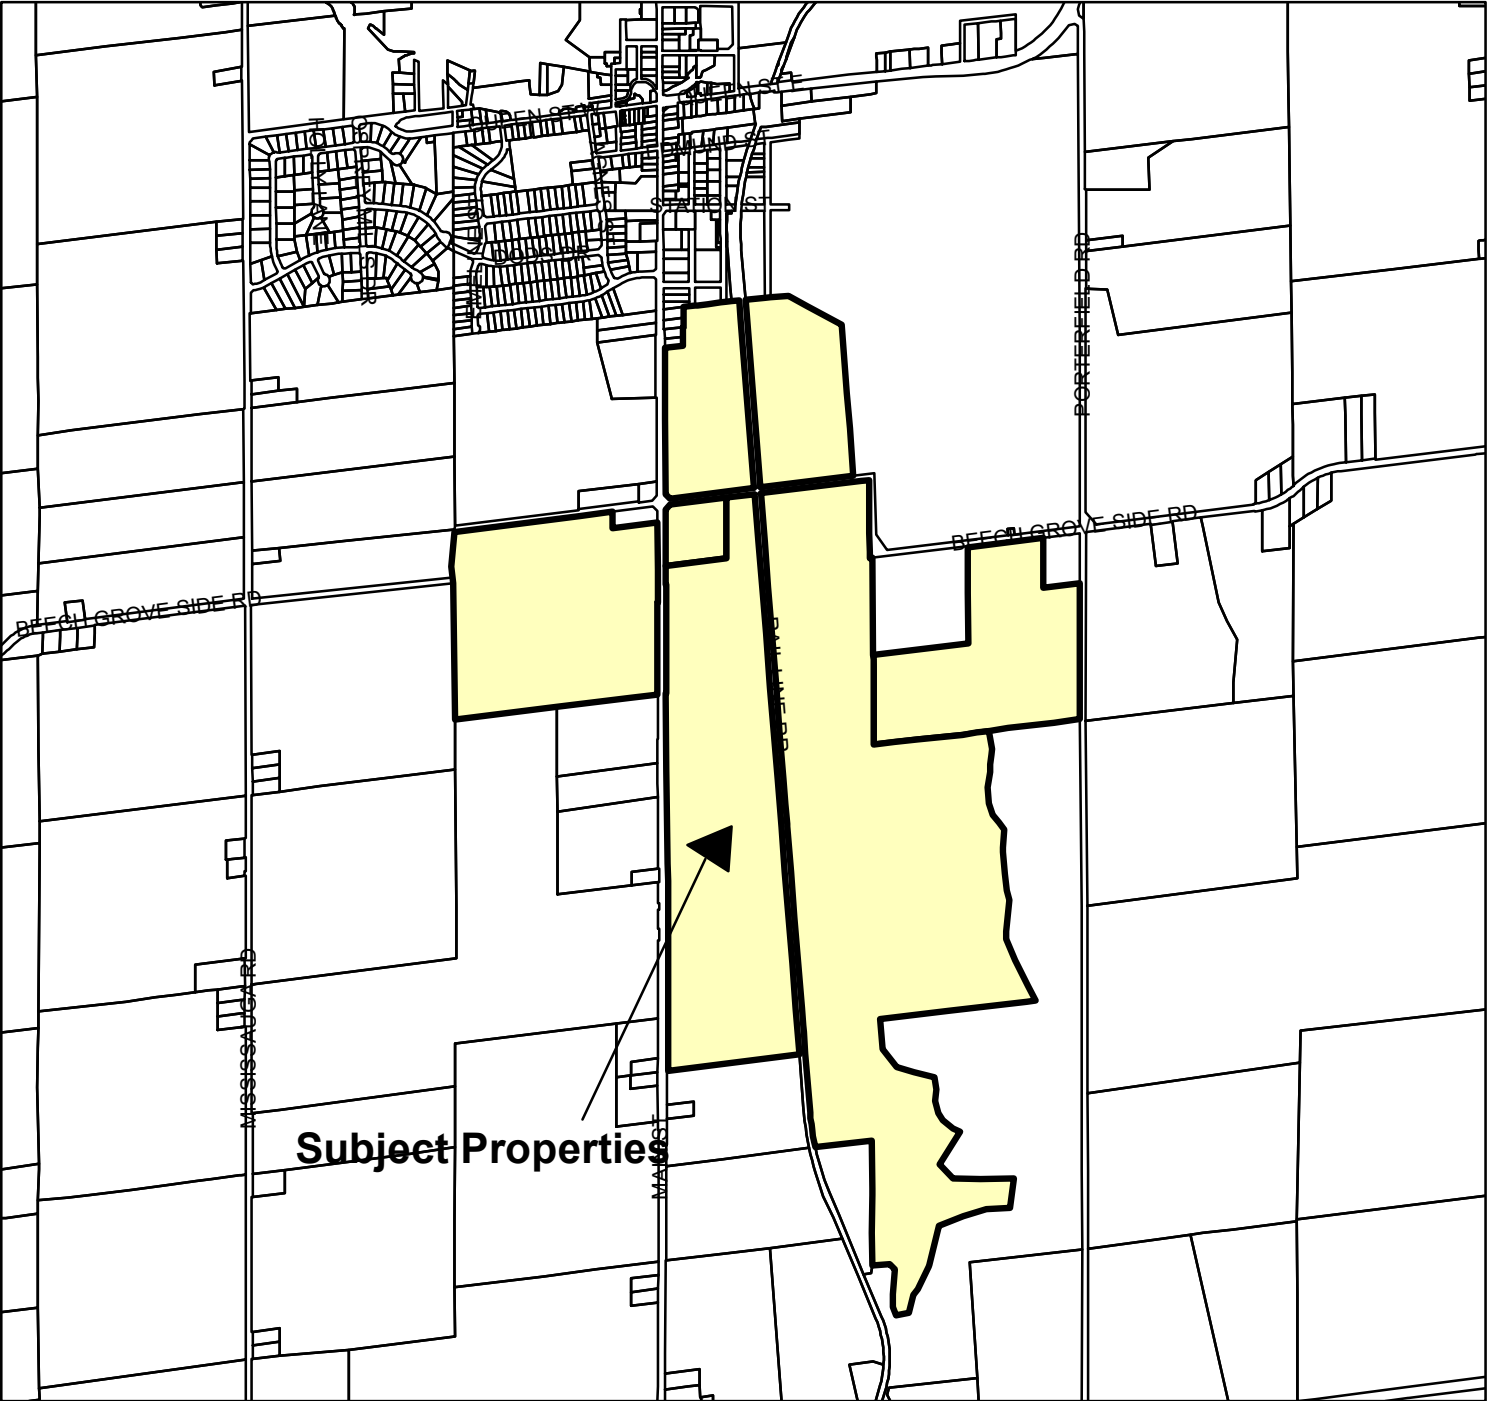 QUEEN ST E
QUEEN ST W
EDMUND ST
STATION ST
DODS DR
PORTERFIELD RD
BEECH GROVE SIDE RD
BEECH GROVE SIDE RD
RAIL LINE RD
MISSISSAUGA RD
Subject Properties
MAIN ST